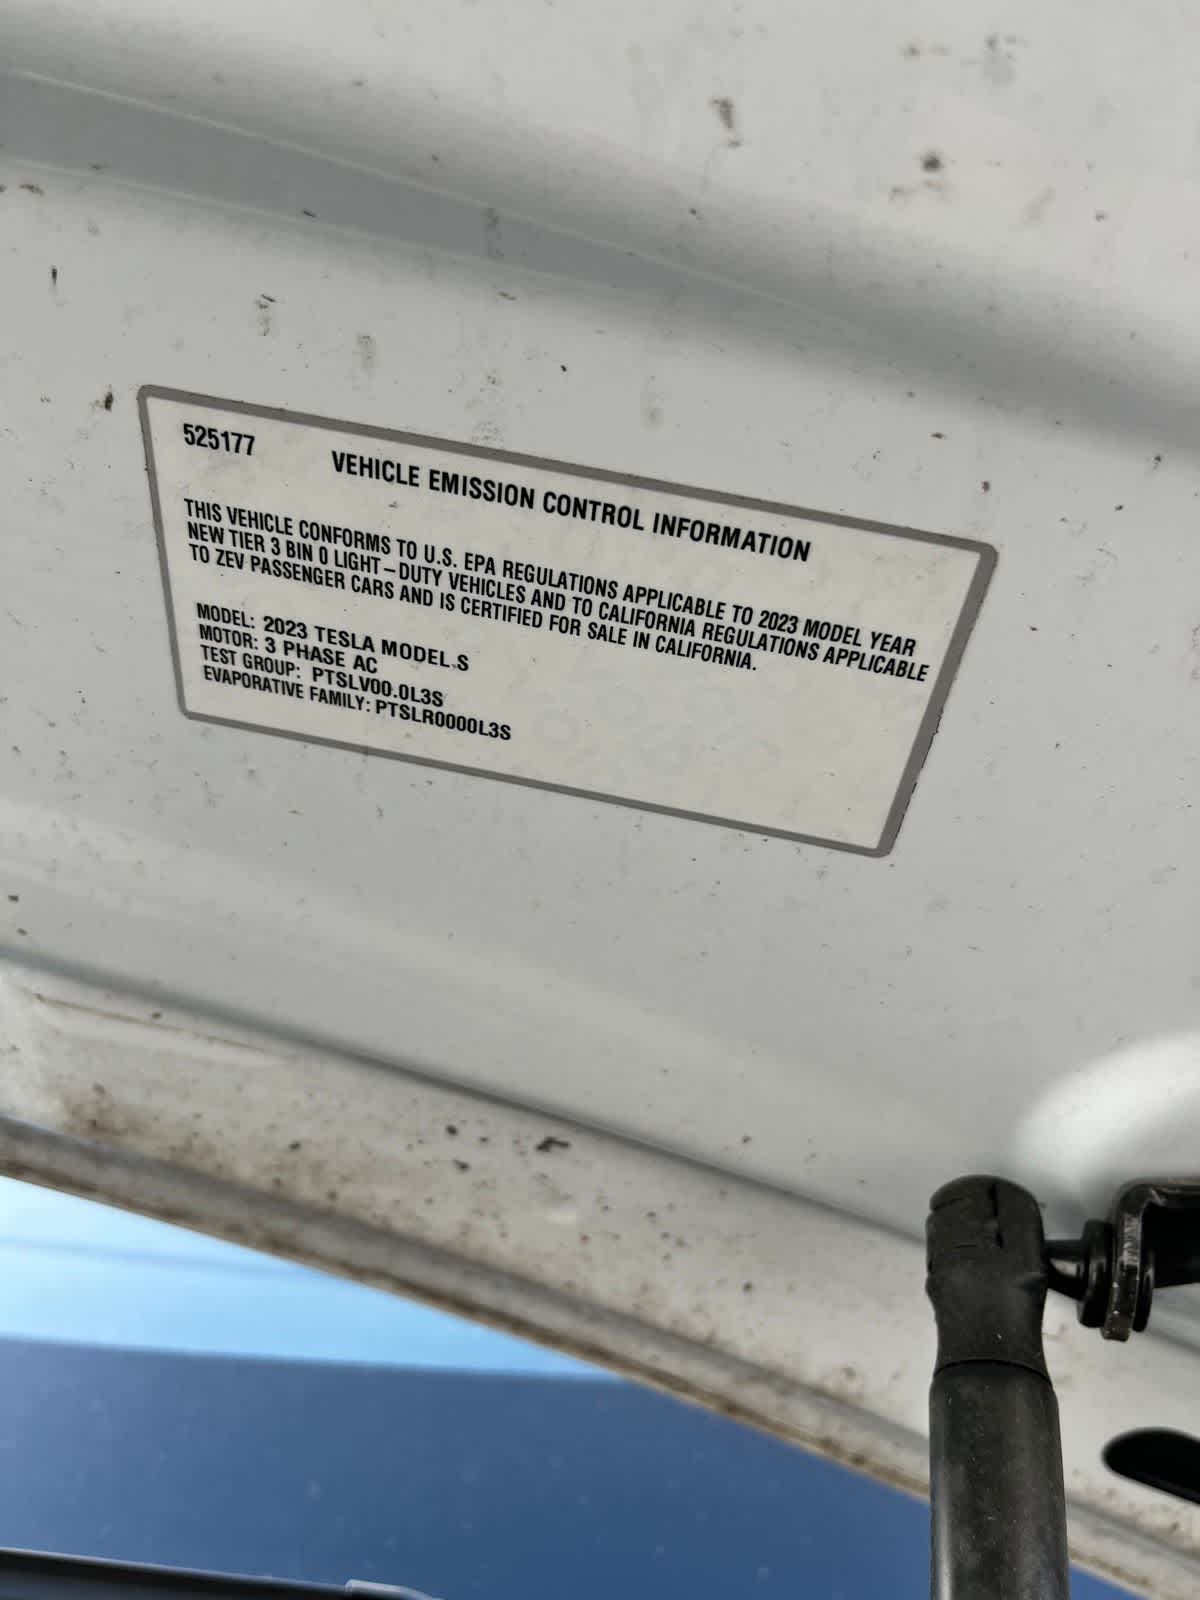 525177
VEHICLE EMISSION CONTROL INFORMATION
THIS VEHICLE CONFORMS TO U.S. EPA REGULATIONS APPLICABLE TO 2023 MODEL YEAR
NEW TIER 3 BIN 0 LIGHT-DUTY VEHICLES AND TO CALIFORNIA REGULATIONS APPLICABLE
TO ZEV PASSENGER CARS AND IS CERTIFIED FOR SALE IN CALIFORNIA.
MODEL: 2023 TESLA MODEL S
MOTOR: 3 PHASE AC
TEST GROUP: PTSLV00.0L3S
EVAPORATIVE FAMILY: PTSLR0000L3S